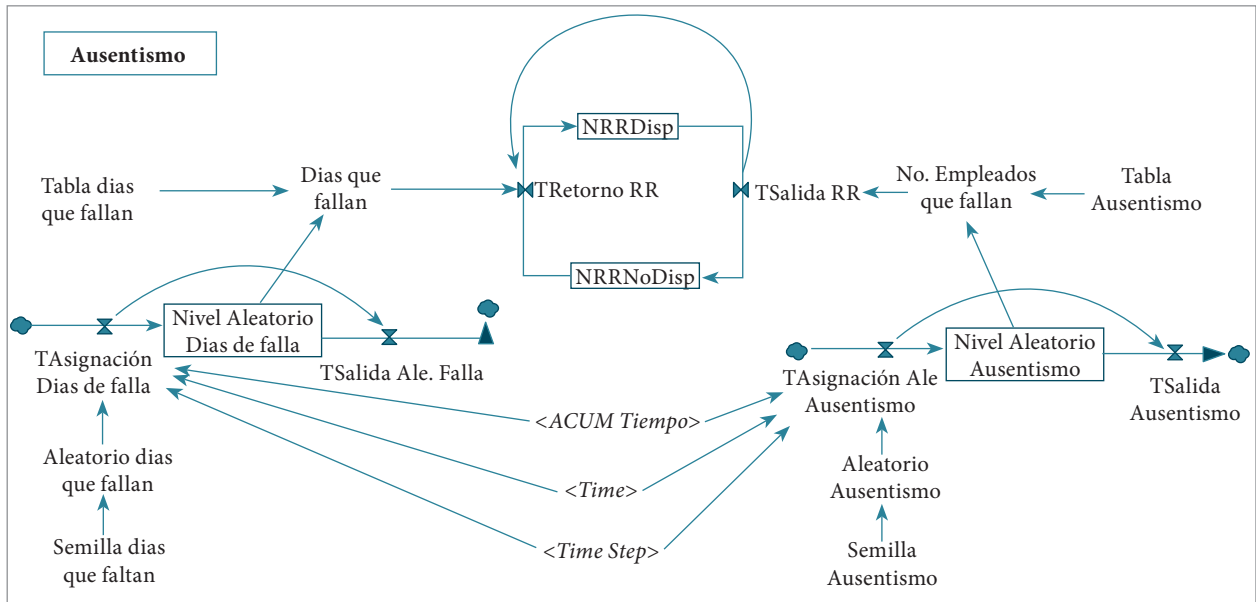 Ausentismo
NRRDisp
Tabla dias
que fallan
Dias que
fallan
TRetorno RR
TSalida RR
No. Empleados
que fallan
Tabla
Ausentismo
NRRNoDisp
Nivel Aleatorio
Dias de falla
TAsignación
Dias de falla
TSalida Ale. Falla
Nivel Aleatorio
Ausentismo
TAsignación Ale
Ausentismo
TSalida
Ausentismo
<ACUM Tiempo>
Aleatorio dias
que fallan
<Time>
Aleatorio
Ausentismo
Semilla dias
que faltan
<Time Step>
Semilla
Ausentismo